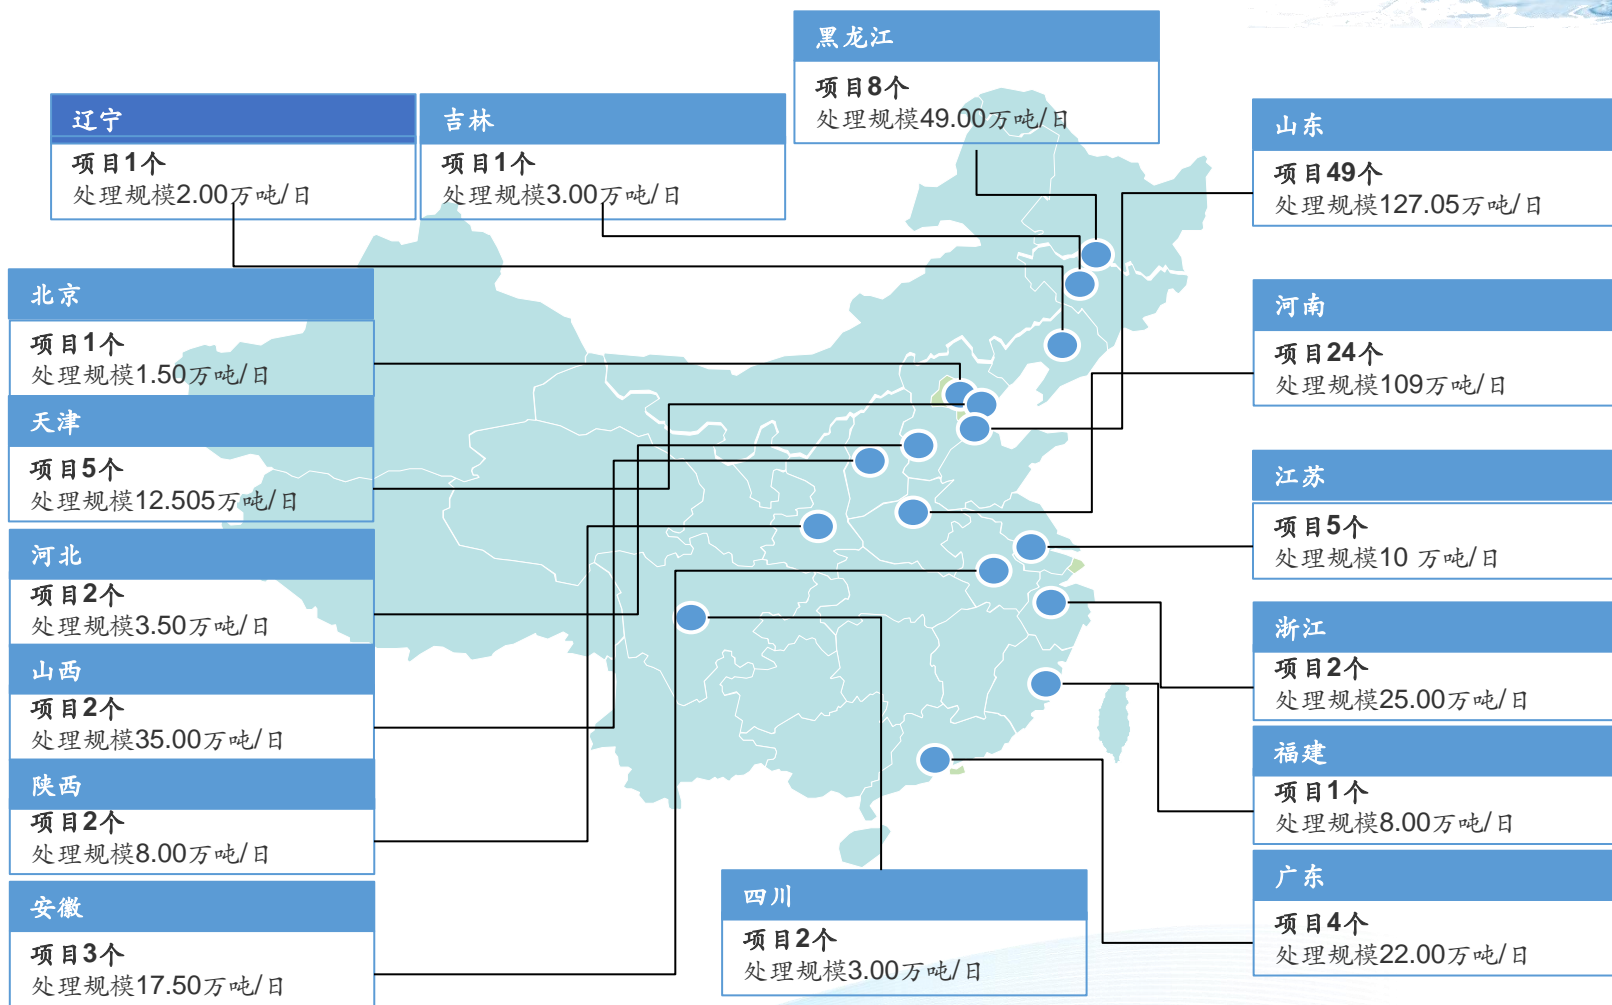 黑龙江
项目8个
处理规模49.00万吨/日
辽宁
项目1个
处理规模2.00万吨/日
吉林
项目1个
处理规模3.00万吨/日
山东
项目49个
处理规模127.05万吨/日
北京
项目1个
处理规模1.50万吨/日
河南
项目24个
处理规模109万吨/日
天津
项目5个
处理规模12.505万吨/日
江苏
项目5个
处理规模10 万吨/日
河北
项目2个
处理规模3.50万吨/日
浙江
项目2个
处理规模25.00万吨/日
山西
项目2个
处理规模35.00万吨/日
福建
项目1个
处理规模8.00万吨/日
陕西
项目2个
处理规模8.00万吨/日
广东
项目4个
处理规模22.00万吨/日
安徽
项目3个
处理规模17.50万吨/日
四川
项目2个
处理规模3.00万吨/日